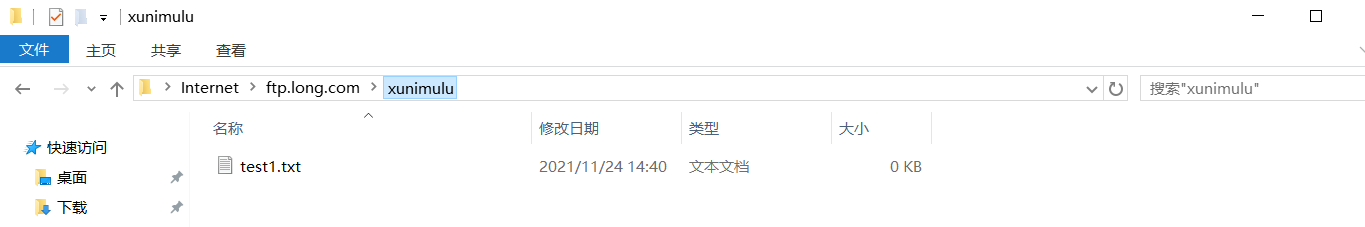 xunimulu
文件 主页 共享 查看
Internet ftp.long.com xunimulu 搜索"xunimulu"
名称 修改日期 类型 大小
快速访问
test1.txt 2021/11/24 14:40 文本文档 0 KB
桌面
下载